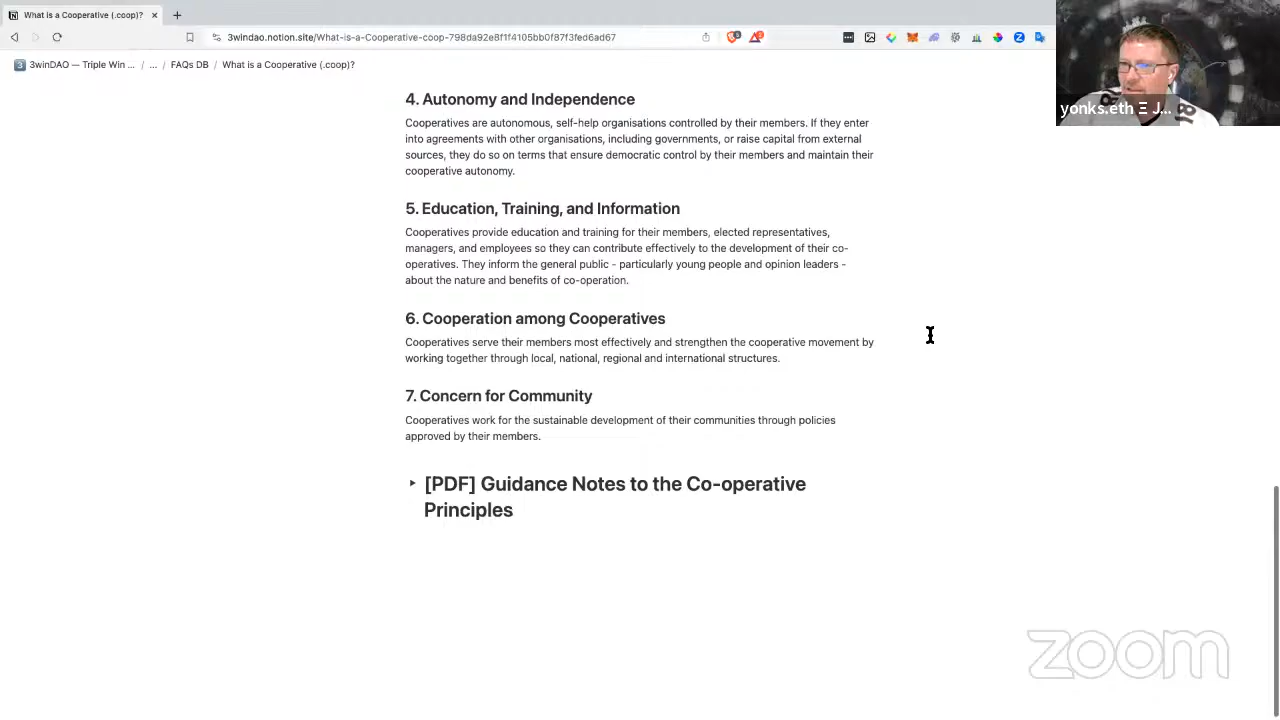 What is a Cooperative (.coop)?
3windao.notion.site/What-is-a-Cooperative-coop-798da92e8f1f4105bb0f87f3fed6ad67
3winDAO — Triple Win ... / ... / FAQs DB / What is a Cooperative (.coop)?
yonks.eth Ξ J...
4. Autonomy and Independence
Cooperatives are autonomous, self-help organisations controlled by their members. If they enter
into agreements with other organisations, including governments, or raise capital from external
sources, they do so on terms that ensure democratic control by their members and maintain their
cooperative autonomy.
5. Education, Training, and Information
Cooperatives provide education and training for their members, elected representatives,
managers, and employees so they can contribute effectively to the development of their co-
operatives. They inform the general public - particularly young people and opinion leaders -
about the nature and benefits of co-operation.
6. Cooperation among Cooperatives
Cooperatives serve their members most effectively and strengthen the cooperative movement by
working together through local, national, regional and international structures.
7. Concern for Community
Cooperatives work for the sustainable development of their communities through policies
approved by their members.
[PDF] Guidance Notes to the Co-operative
Principles
zoom